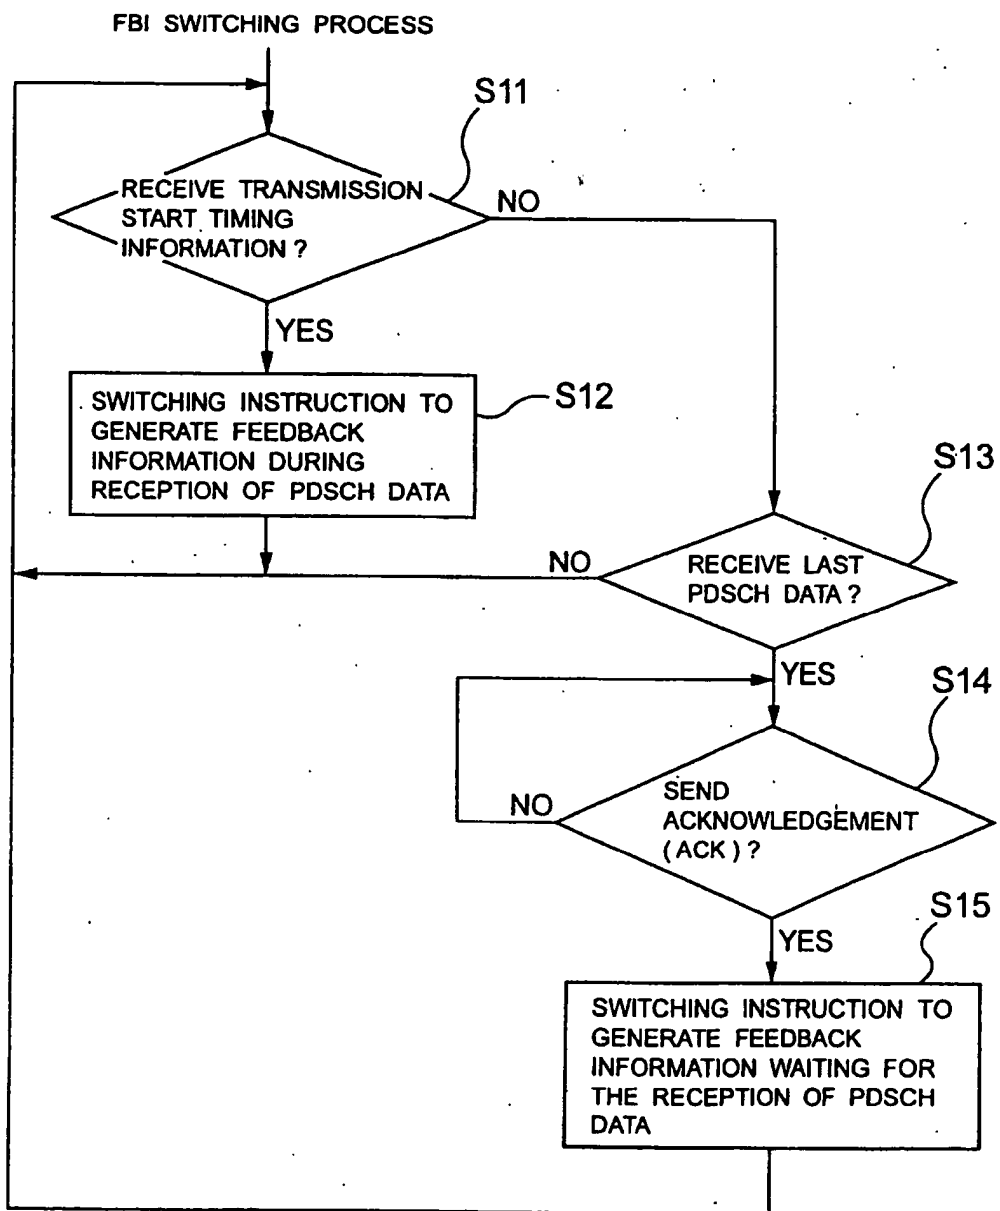 FBI SWITCHING PROCESS
S11
RECEIVE TRANSMISSION
START TIMING
INFORMATION ?
NO
YES
SWITCHING INSTRUCTION TO
GENERATE FEEDBACK
INFORMATION DURING
RECEPTION OF PDSCH DATA
S12
S13
NO
RECEIVE LAST
PDSCH DATA ?
YES
S14
NO
SEND
ACKNOWLEDGEMENT
(ACK) ?
S15
YES
SWITCHING INSTRUCTION TO
GENERATE FEEDBACK
INFORMATION WAITING FOR
THE RECEPTION OF PDSCH
DATA